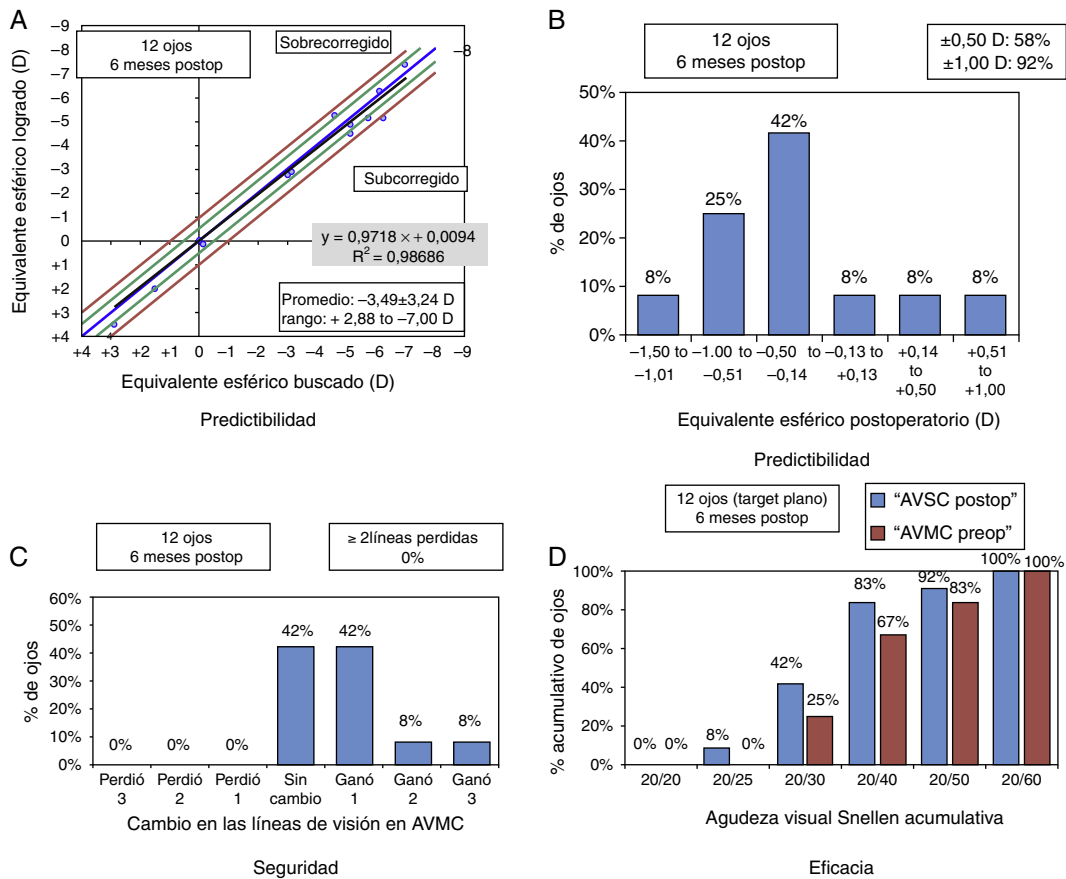 A
−9
−8
−7
−6
−5
−4
−3
−2
−1
0
+1
+2
+3
+4
12 ojos
6 meses postop
Sobrecorregido
−8
Subcorregido
y = 0,9718 × + 0,0094
R² = 0,98686
Promedio: −3,49±3,24 D
rango: + 2,88 to −7,00 D
4
+4 +3 +2 +1 0 −1 −2 −3 −4 −5 −6 −7 −8 −9
Equivalente esférico logrado (D)
Equivalente esférico buscado (D)
Predictibilidad
B
12 ojos
6 meses postop
±0,50 D: 58%
±1,00 D: 92%
50%
40%
30%
20%
10%
0%
% de ojos
8%
25%
42%
8%
8%
8%
−1,50 to −1,01
−1.00 to −0,51
−0,50 to −0,14
−0,13 to +0,13
+0,14 to +0,50
+0,51 to +1,00
Equivalente esférico postoperatorio (D)
Predictibilidad
C
12 ojos
6 meses postop
≥ 2líneas perdidas
0%
60%
50%
40%
30%
20%
10%
0%
% de ojos
0%
0%
0%
42%
42%
8%
8%
Perdió 3
Perdió 2
Perdió 1
Sin cambio
Ganó 1
Ganó 2
Ganó 3
Cambio en las líneas de visión en AVMC
Seguridad
D
12 ojos (target plano)
6 meses postop
“AVSC postop”
“AVMC preop”
100%
80%
60%
40%
20%
0%
% acumulativo de ojos
0% 0%
8% 0%
42% 25%
83% 67%
92% 83%
100% 100%
20/20 20/25 20/30 20/40 20/50 20/60
Agudeza visual Snellen acumulativa
Eficacia